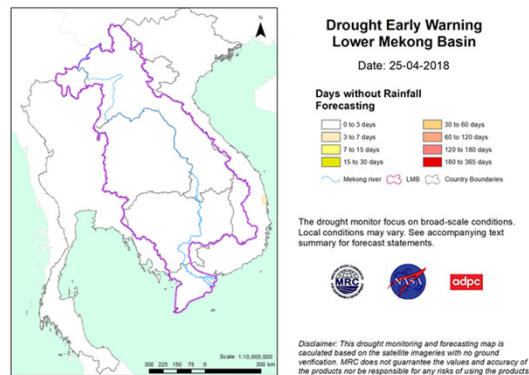 N
Drought Early Warning
Lower Mekong Basin
Date: 25-04-2018
Days without Rainfall
Forecasting
0 to 3 days
3 to 7 days
7 to 15 days
15 to 30 days
30 to 60 days
60 to 120 days
120 to 180 days
180 to 365 days
Mekong river
LMB
Country Boundaries
The drought monitor focus on broad-scale conditions.
Local conditions may vary. See accompanying text
summary for forecast statements.
MRC
NASA
adpc
Scale: 1:10,000,000
300 225 150 75 0 300 km
Disclaimer: This drought monitoring and forecasting map is
caculated based on the satellite imageries with no ground
verification. MRC does not guarrantee the values and accuracy of
the products nor be responsible for any risks of using the products